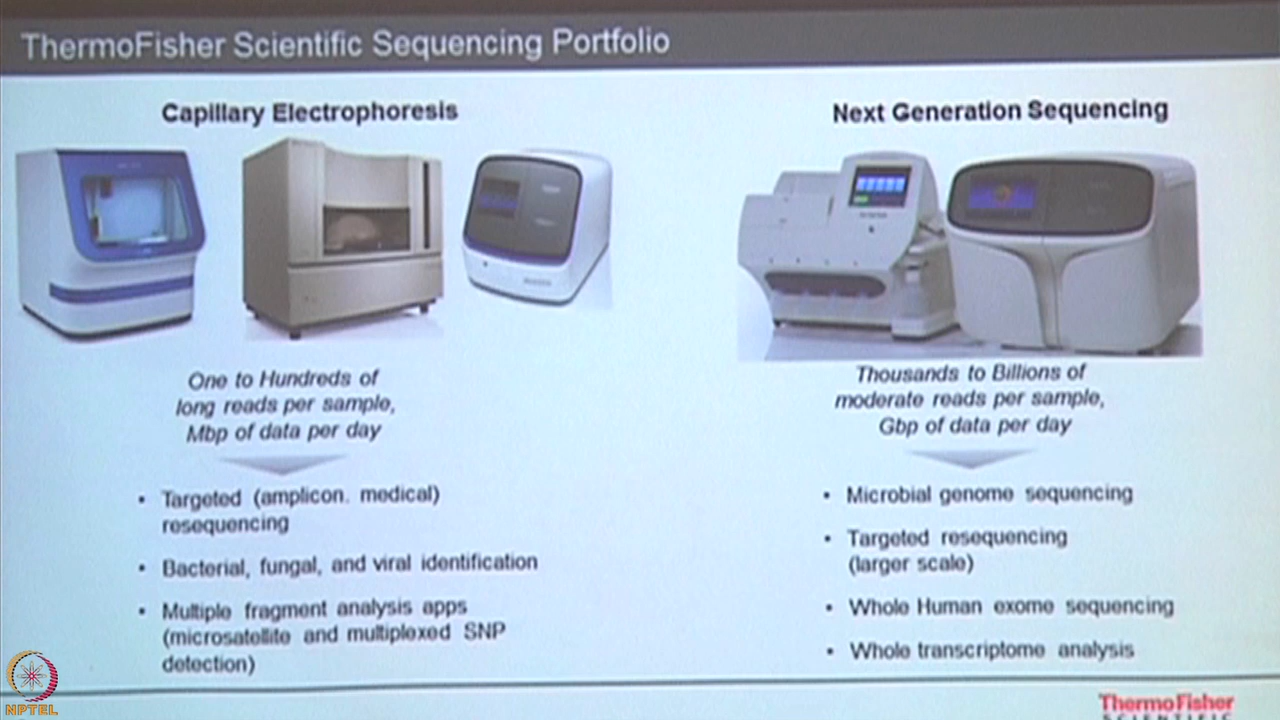 ThermoFisher Scientific Sequencing Portfolio
Capillary Electrophoresis
One to Hundreds of
long reads per sample,
Mbp of data per day
• Targeted (amplicon. medical)
resequencing
• Bacterial, fungal, and viral identification
• Multiple fragment analysis apps
(microsatellite and multiplexed SNP
detection)
Next Generation Sequencing
Thousands to Billions of
moderate reads per sample,
Gbp of data per day
• Microbial genome sequencing
• Targeted resequencing
(larger scale)
• Whole Human exome sequencing
• Whole transcriptome analysis
NPTEL
ThermoFisher
SCIENTIFIC